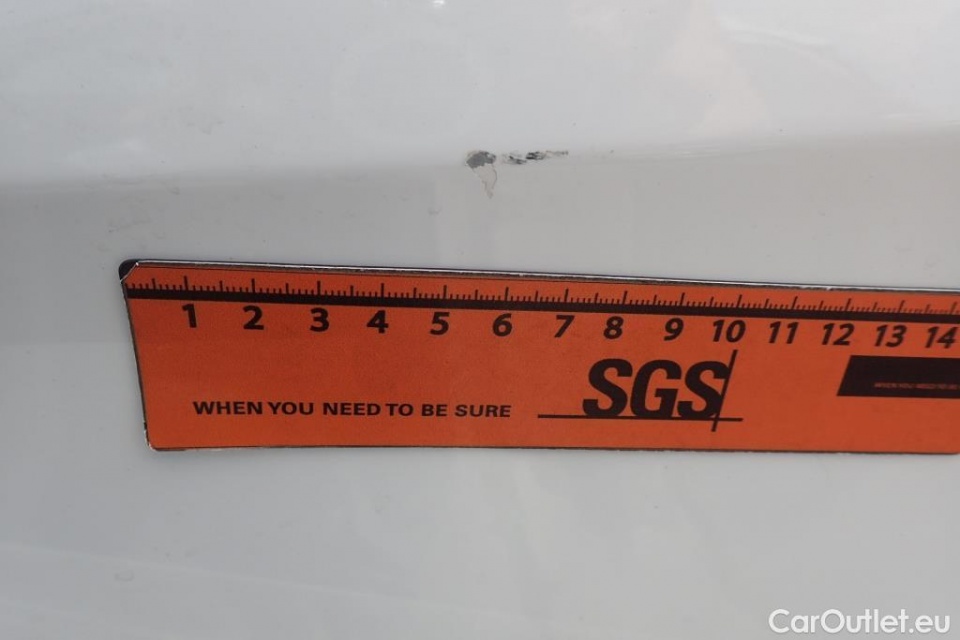 1 2 3 4 5 6 7 8 9 10 11 12 13 14
WHEN YOU NEED TO BE SURE
SGS
CarOutlet.eu